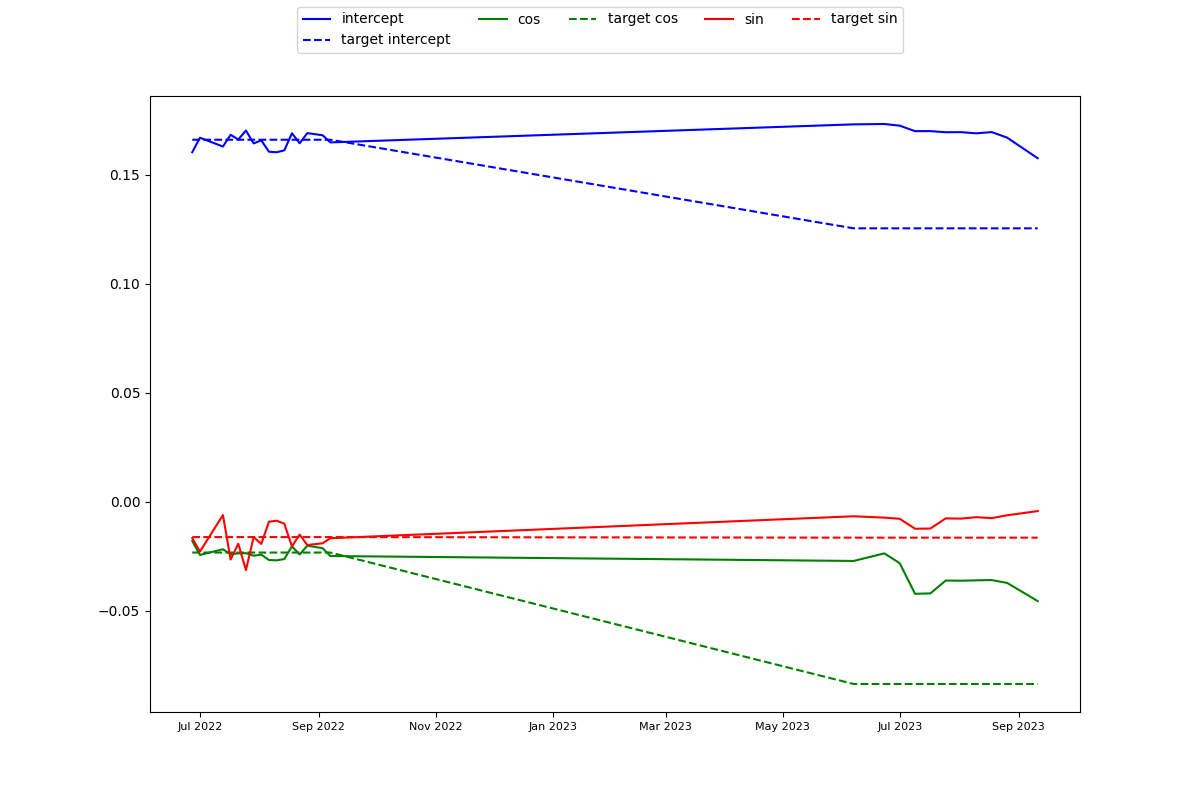 intercept cos target cos sin target sin
target intercept
0.15
0.10
0.05
0.00
−0.05
Jul 2022 Sep 2022 Nov 2022 Jan 2023 Mar 2023 May 2023 Jul 2023 Sep 2023